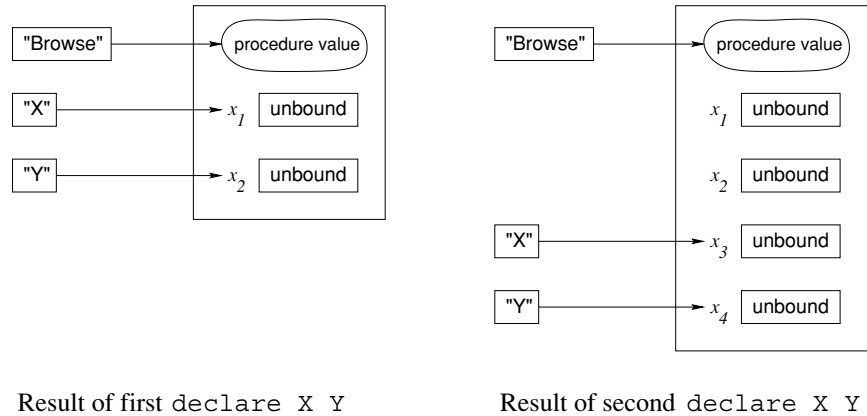 "Browse" procedure value
"X" x1 unbound
"Y" x2 unbound
Result of first declare X Y
"Browse" procedure value
x1 unbound
x2 unbound
"X" x3 unbound
"Y" x4 unbound
Result of second declare X Y